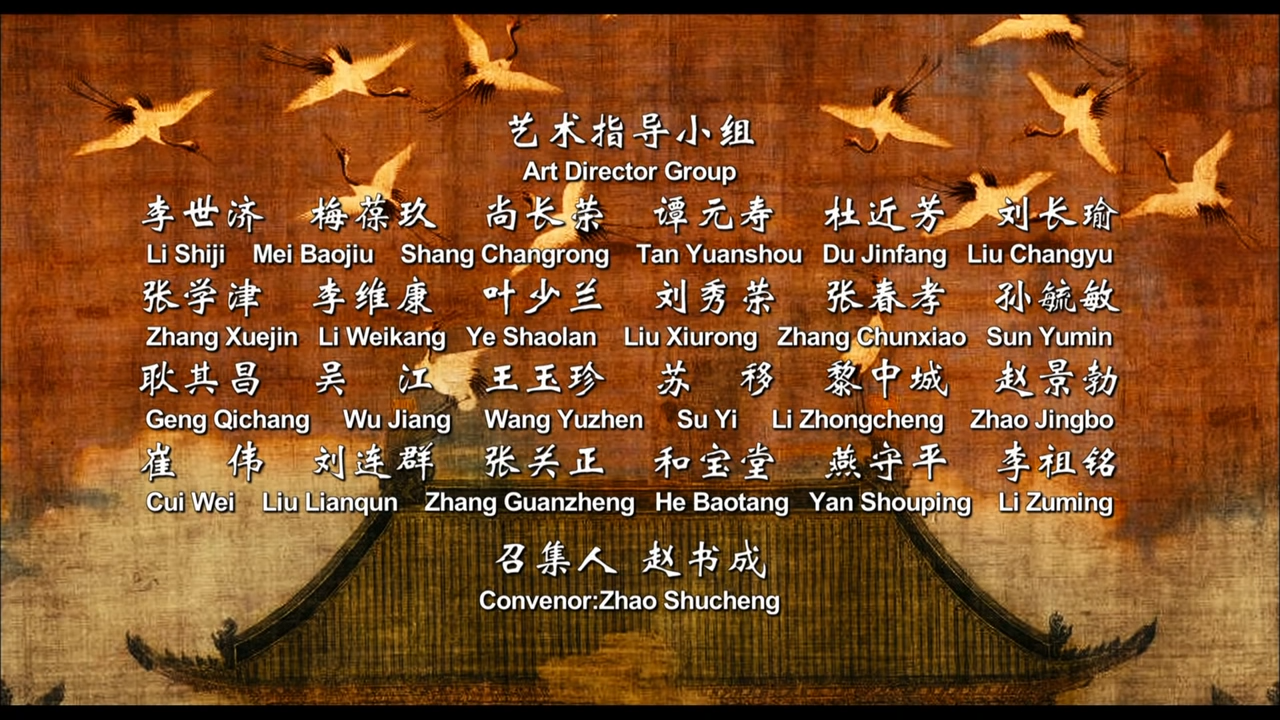 艺术指导小组
Art Director Group
李世济 梅葆玖 尚长荣 谭元寿 杜近芳 刘长瑜
Li Shiji Mei Baojiu Shang Changrong Tan Yuanshou Du Jinfang Liu Changyu
张学津 李维康 叶少兰 刘秀荣 张春孝 孙毓敏
Zhang Xuejin Li Weikang Ye Shaolan Liu Xiurong Zhang Chunxiao Sun Yumin
耿其昌 吴 江 王玉珍 苏 移 黎中城 赵景勃
Geng Qichang Wu Jiang Wang Yuzhen Su Yi Li Zhongcheng Zhao Jingbo
崔 伟 刘连群 张关正 和宝堂 燕守平 李祖铭
Cui Wei Liu Lianqun Zhang Guanzheng He Baotang Yan Shouping Li Zuming
召集人 赵书成
Convenor:Zhao Shucheng